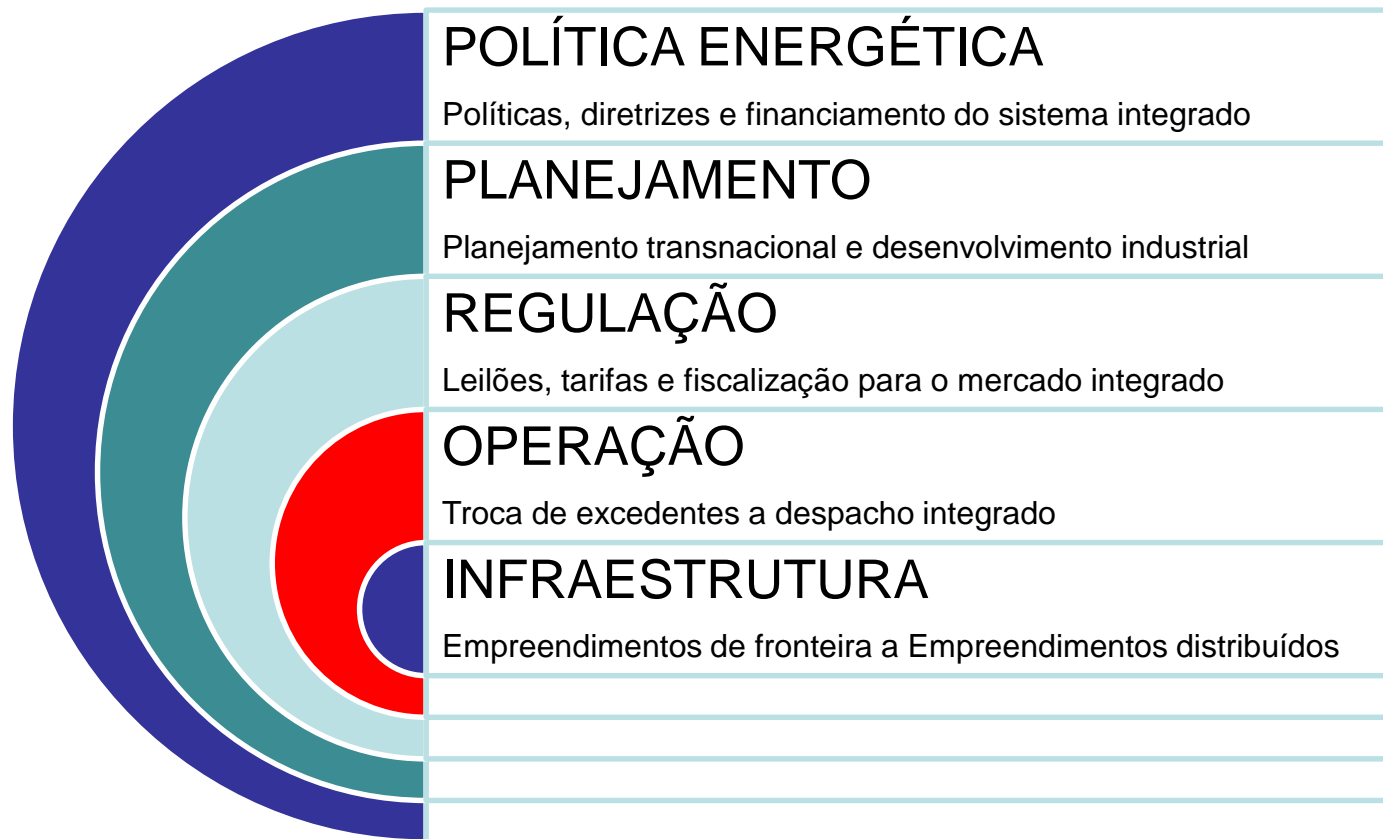 POLÍTICA ENERGÉTICA
Políticas, diretrizes e financiamento do sistema integrado
PLANEJAMENTO
Planejamento transnacional e desenvolvimento industrial
REGULAÇÃO
Leilões, tarifas e fiscalização para o mercado integrado
OPERAÇÃO
Troca de excedentes a despacho integrado
INFRAESTRUTURA
Empreendimentos de fronteira a Empreendimentos distribuídos